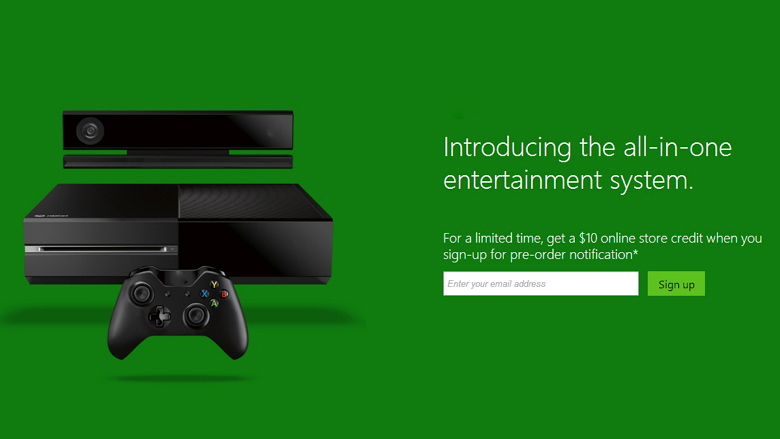 Introducing the all-in-one
entertainment system.
For a limited time, get a $10 online store credit when you
sign-up for pre-order notification*
Enter your email address
Sign up
Y
X
B
A